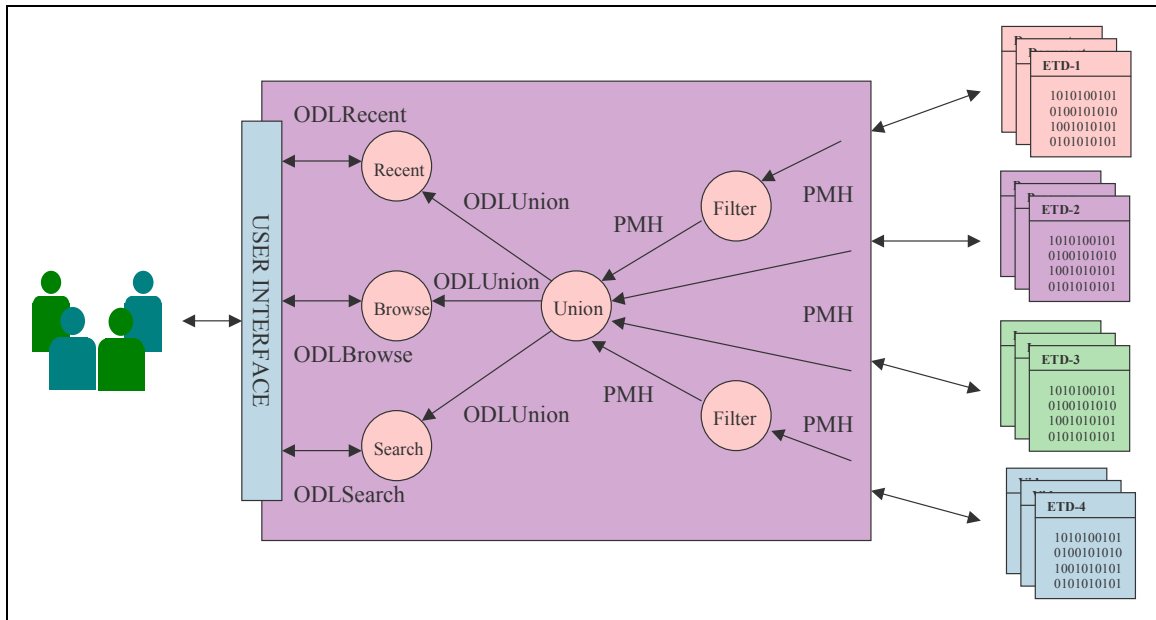 ODLRecent
Recent
ODLUnion
PMH
Filter
PMH
USER INTERFACE
ODLUnion
Browse
Union
PMH
ODLBrowse
PMH
ODLUnion
Filter
PMH
Search
ODLSearch
ETD-1
1010100101
0100101010
1001010101
0101010101
ETD-2
1010100101
0100101010
1001010101
0101010101
ETD-3
1010100101
0100101010
1001010101
0101010101
ETD-4
1010100101
0100101010
1001010101
0101010101